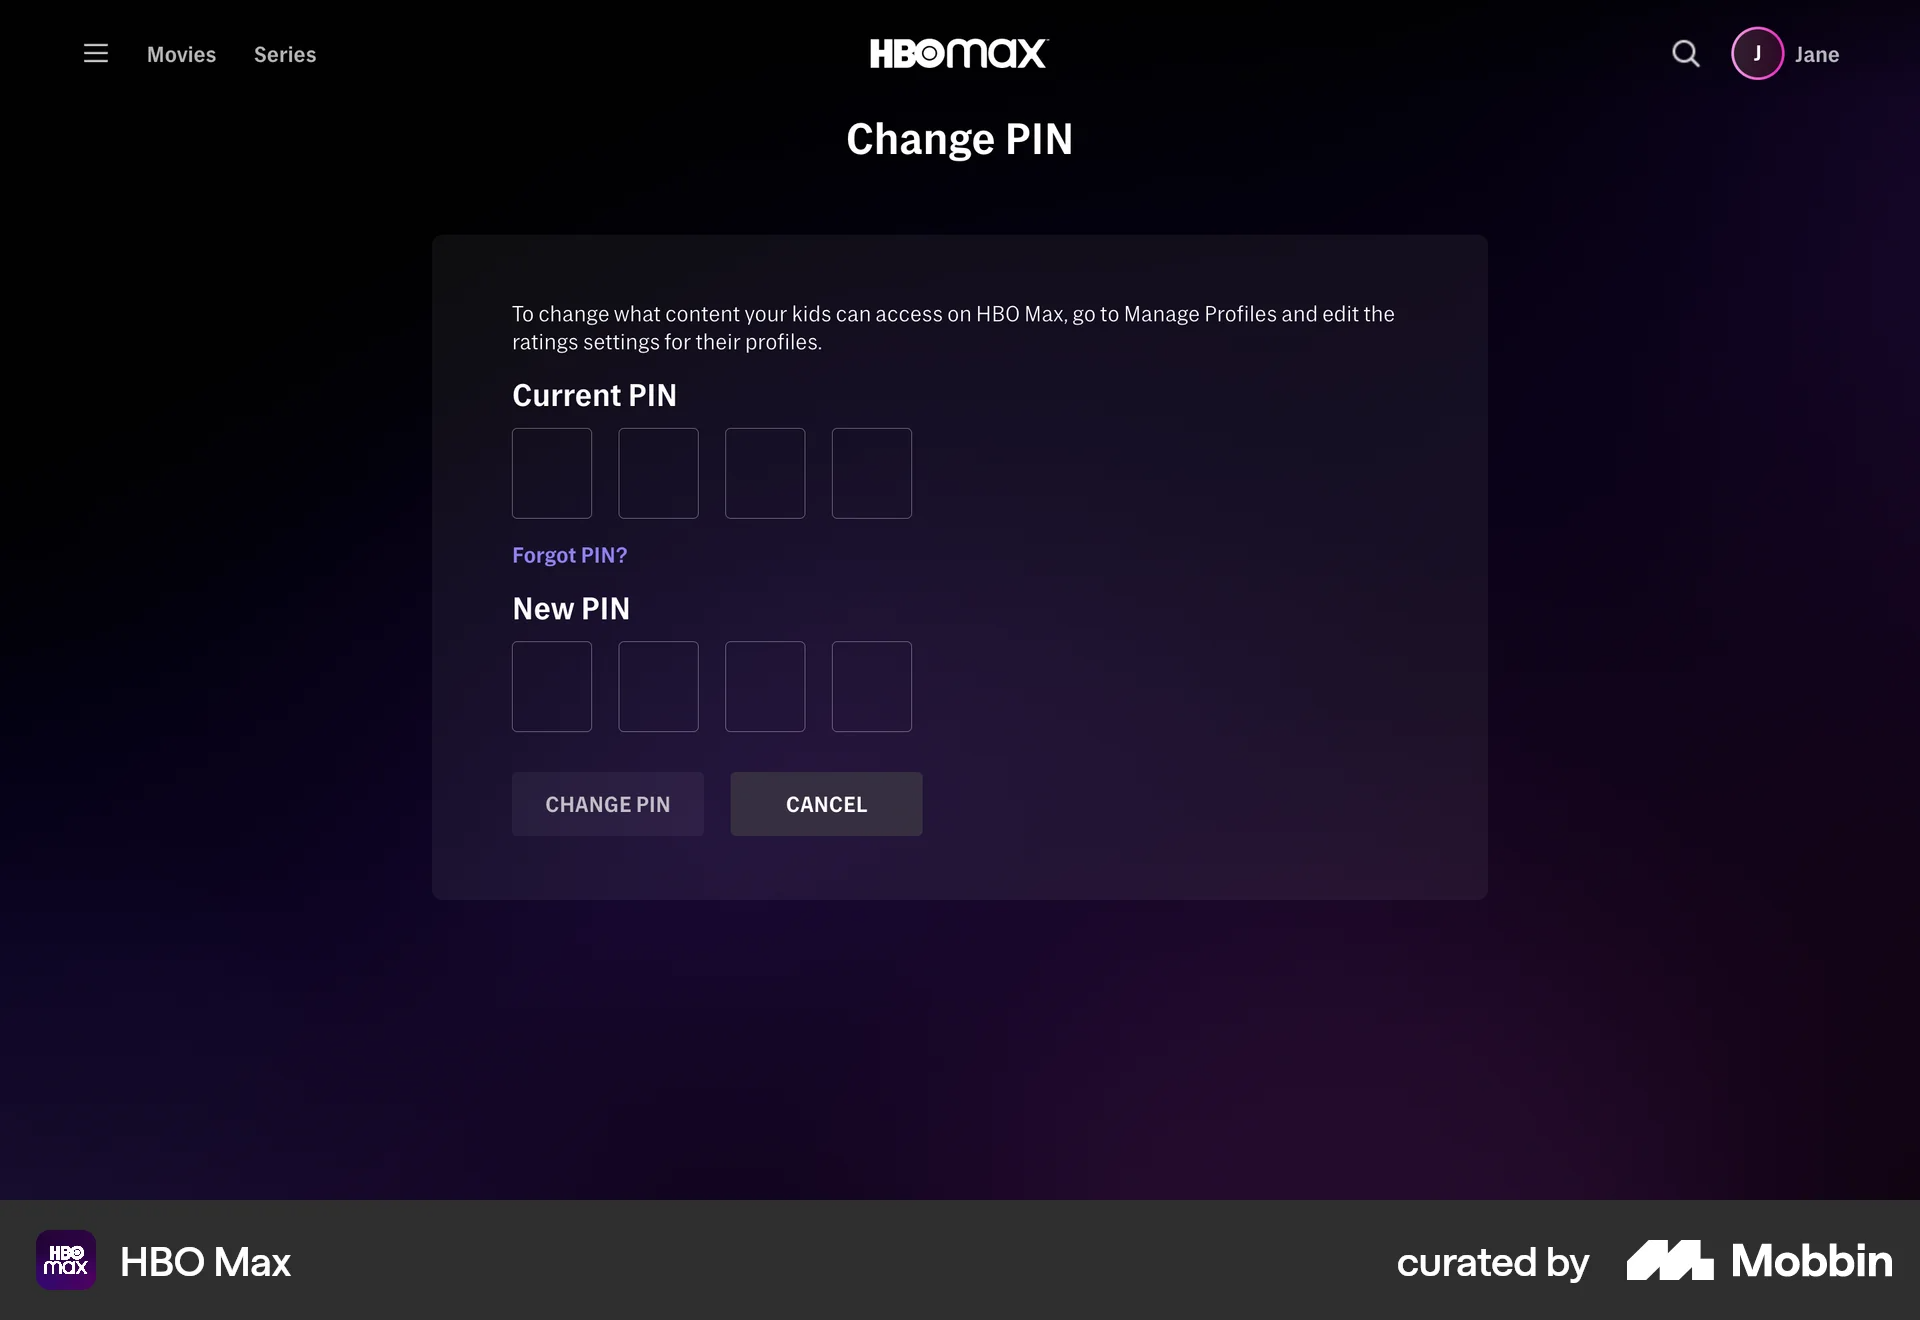 Movies
Series
HBOmax
J
Jane
Change PIN
To change what content your kids can access on HBO Max, go to Manage Profiles and edit the
ratings settings for their profiles.
Current PIN
Forgot PIN?
New PIN
CHANGE PIN
CANCEL
HBO
max
HBO Max
curated by
Mobbin